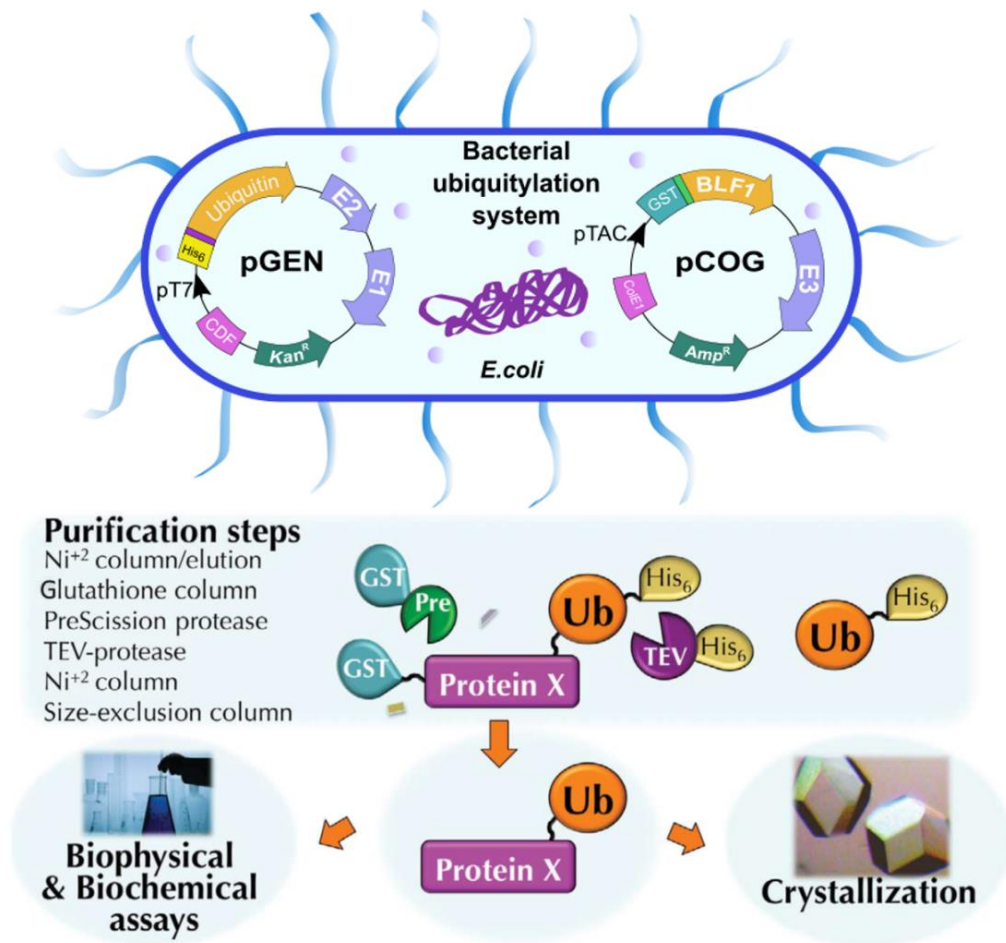 Bacterial
ubiquitylation
system
Ubiquitin
E2
His6
pGEN
E1
pT7
CDF
Kan^R
GST
BLF1
pTAC
pCOG
E3
ColE1
Amp^R
E.coli
Purification steps
Ni+2 column/elution
Glutathione column
PreScission protease
TEV-protease
Ni+2 column
Size-exclusion column
GST
Pre
GST
Protein X
Ub
His6
TEV
His6
Ub
His6
Biophysical
& Biochemical
assays
Ub
Protein X
Crystallization